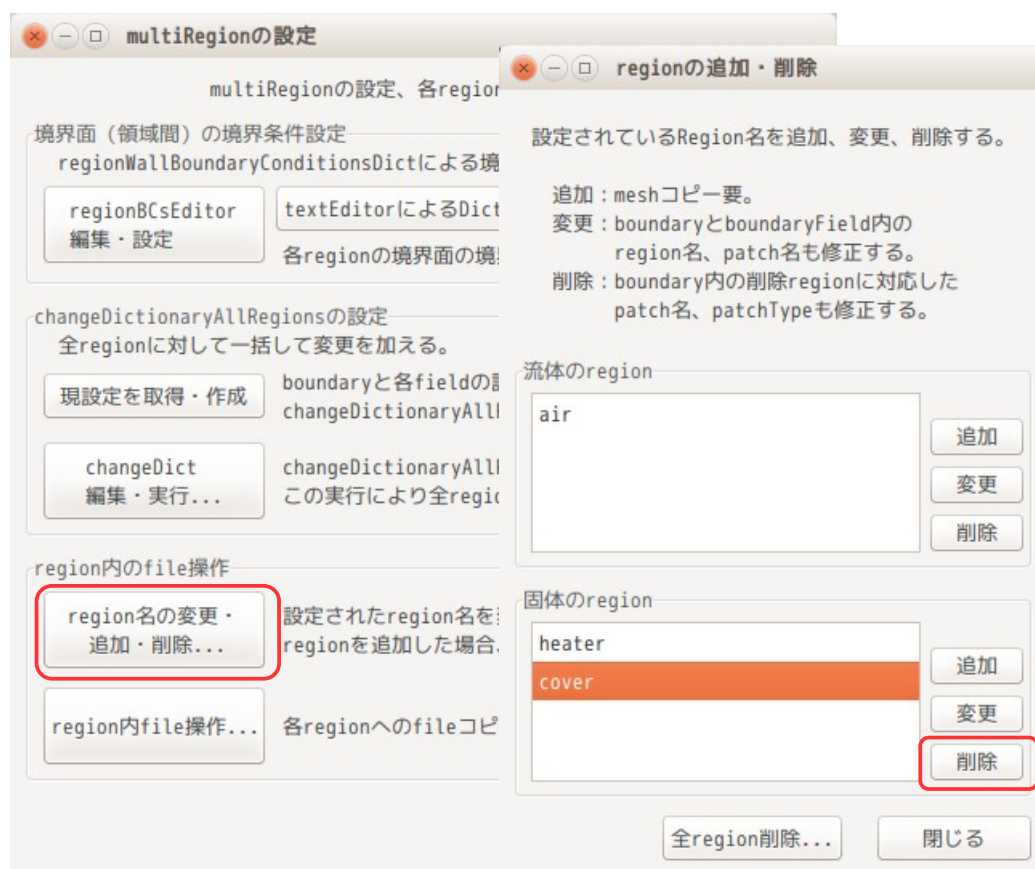 multiRegionの設定
multiRegionの設定、各region
境界面（領域間）の境界条件設定
regionWallBoundaryConditionsDictによる境
regionBCsEditor
編集・設定
textEditorによるDict
各regionの境界面の境
changeDictionaryAllRegionsの設定
全regionに対して一括して変更を加える。
現設定を取得・作成
boundaryと各fieldの
changeDictionaryAll
changeDict
編集・実行...
changeDictionaryAll
この実行により全regio
region内のfile操作
region名の変更・
追加・削除...
設定されたregion名を
regionを追加した場合、
region内file操作...
各regionへのfileコピ
regionの追加・削除
設定されているRegion名を追加、変更、削除する。
追加：meshコピー要。
変更：boundaryとboundaryField内の
region名、patch名も修正する。
削除：boundary内の削除regionに対応した
patch名、patchTypeも修正する。
流体のregion
air
追加
変更
削除
固体のregion
heater
cover
追加
変更
削除
全region削除...
閉じる